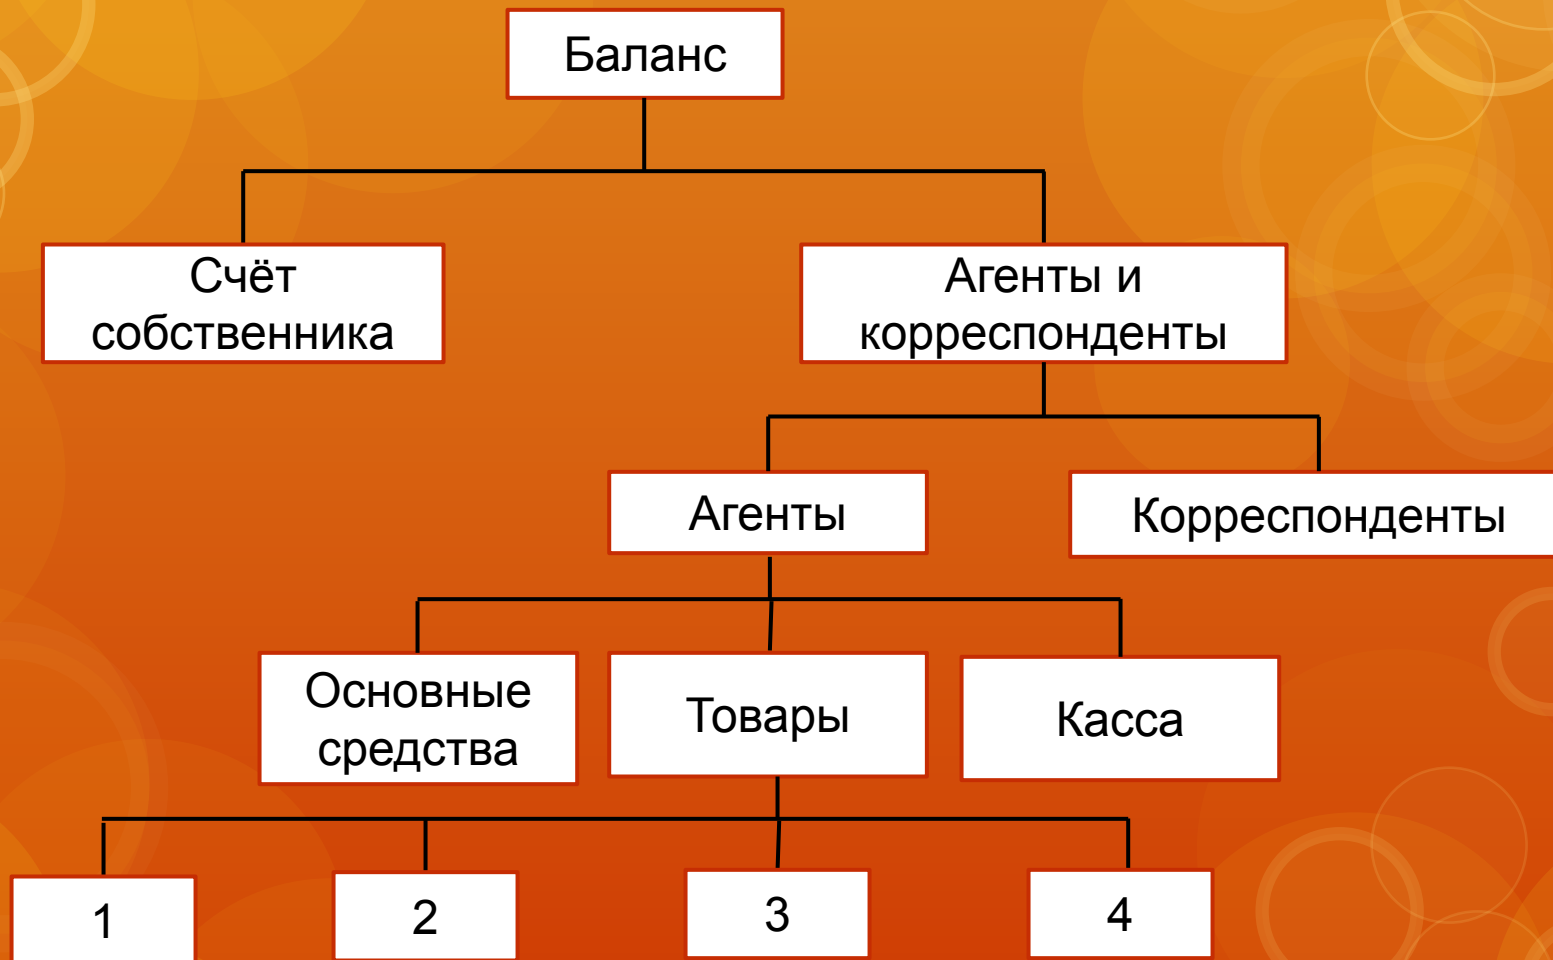 Баланс
Счёт
собственника
Агенты и
корреспонденты
Агенты
Корреспонденты
Основные
средства
Товары
Касса
1
2
3
4